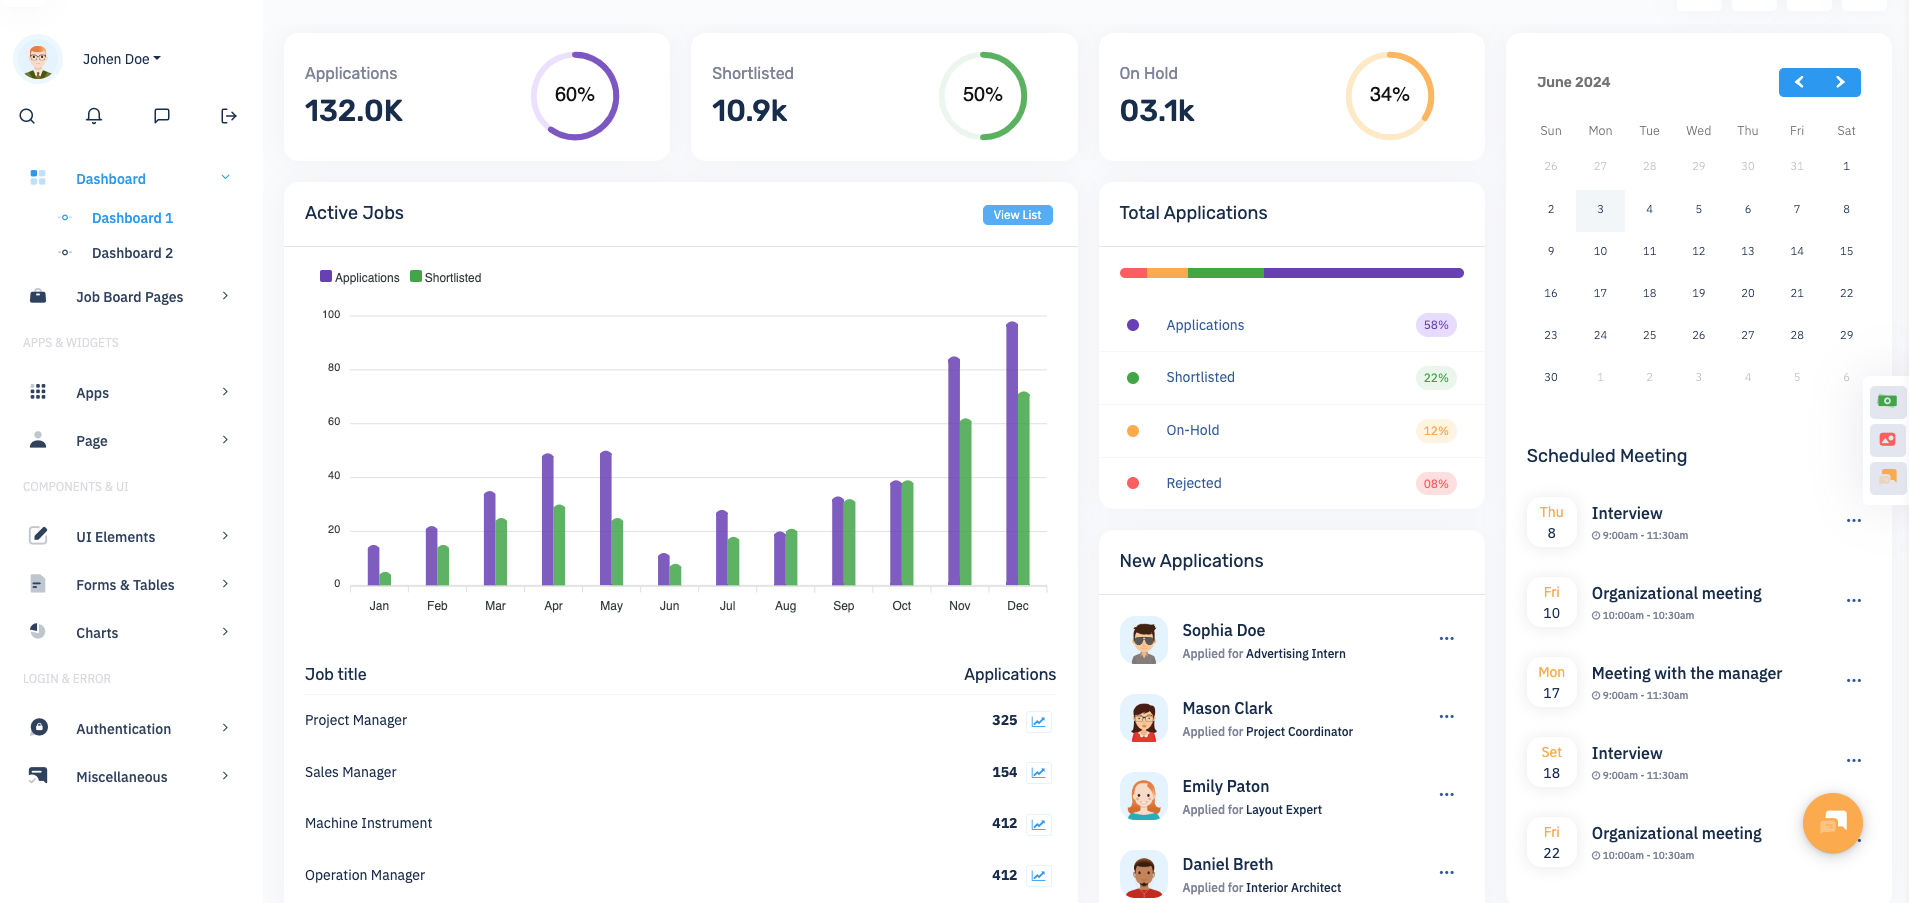 Johen Doe
Dashboard
Dashboard 1
Dashboard 2
Job Board Pages
APPS & WIDGETS
Apps
Page
COMPONENTS & UI
UI Elements
Forms & Tables
Charts
LOGIN & ERROR
Authentication
Miscellaneous
Applications
132.0K
60%
Shortlisted
10.9k
50%
On Hold
03.1k
34%
Active Jobs
View List
Applications Shortlisted
100
80
60
40
20
0
Jan Feb Mar Apr May Jun Jul Aug Sep Oct Nov Dec
Job title Applications
Project Manager 325
Sales Manager 154
Machine Instrument 412
Operation Manager 412
Total Applications
Applications 58%
Shortlisted 22%
On-Hold 12%
Rejected 08%
New Applications
Sophia Doe
Applied for Advertising Intern
Mason Clark
Applied for Project Coordinator
Emily Paton
Applied for Layout Expert
Daniel Breth
Applied for Interior Architect
June 2024
Sun Mon Tue Wed Thu Fri Sat
26 27 28 29 30 31 1
2 3 4 5 6 7 8
9 10 11 12 13 14 15
16 17 18 19 20 21 22
23 24 25 26 27 28 29
30 1 2 3 4 5 6
Scheduled Meeting
Thu
8
Interview
9:00am - 11:30am
Fri
10
Organizational meeting
10:00am - 10:30am
Mon
17
Meeting with the manager
9:00am - 11:30am
Set
18
Interview
9:00am - 11:30am
Fri
22
Organizational meeting
10:00am - 10:30am